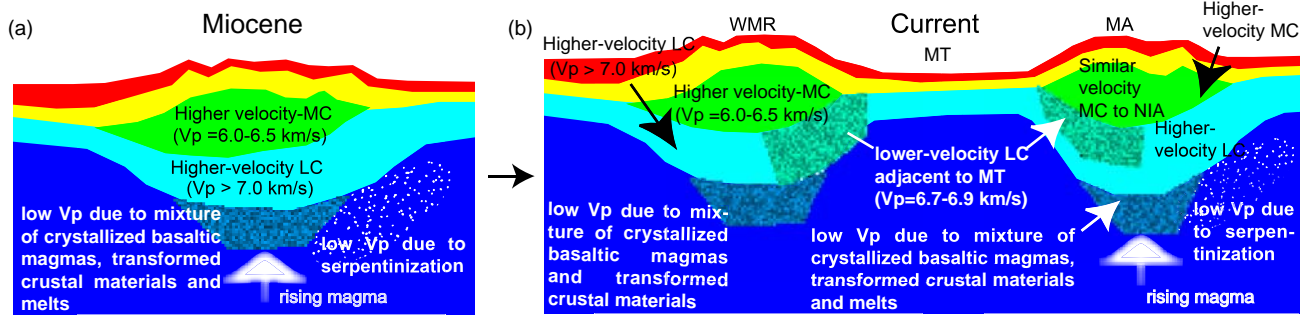 (a)
Miocene
Higher velocity-MC
(Vp =6.0-6.5 km/s)
Higher-velocity LC
(Vp > 7.0 km/s)
low Vp due to mixture
of crystallized basaltic
magmas, transformed
crustal materials and
melts
low Vp due to
serpentinization
rising magma
(b)
WMR
Current
MT
MA
Higher-velocity LC
(Vp > 7.0 km/s)
Higher velocity-MC
(Vp =6.0-6.5 km/s)
Higher-
velocity MC
Similar
velocity
MC to NIA
Higher-
velocity LC
lower-velocity LC
adjacent to MT
(Vp=6.7-6.9 km/s)
low Vp due to mix-
ture of crystallized
basaltic magmas
and transformed
crustal materials
low Vp due to mixture of
crystallized basaltic magmas,
transformed crustal materials
and melts
low Vp due
to serpen-
tinization
rising magma